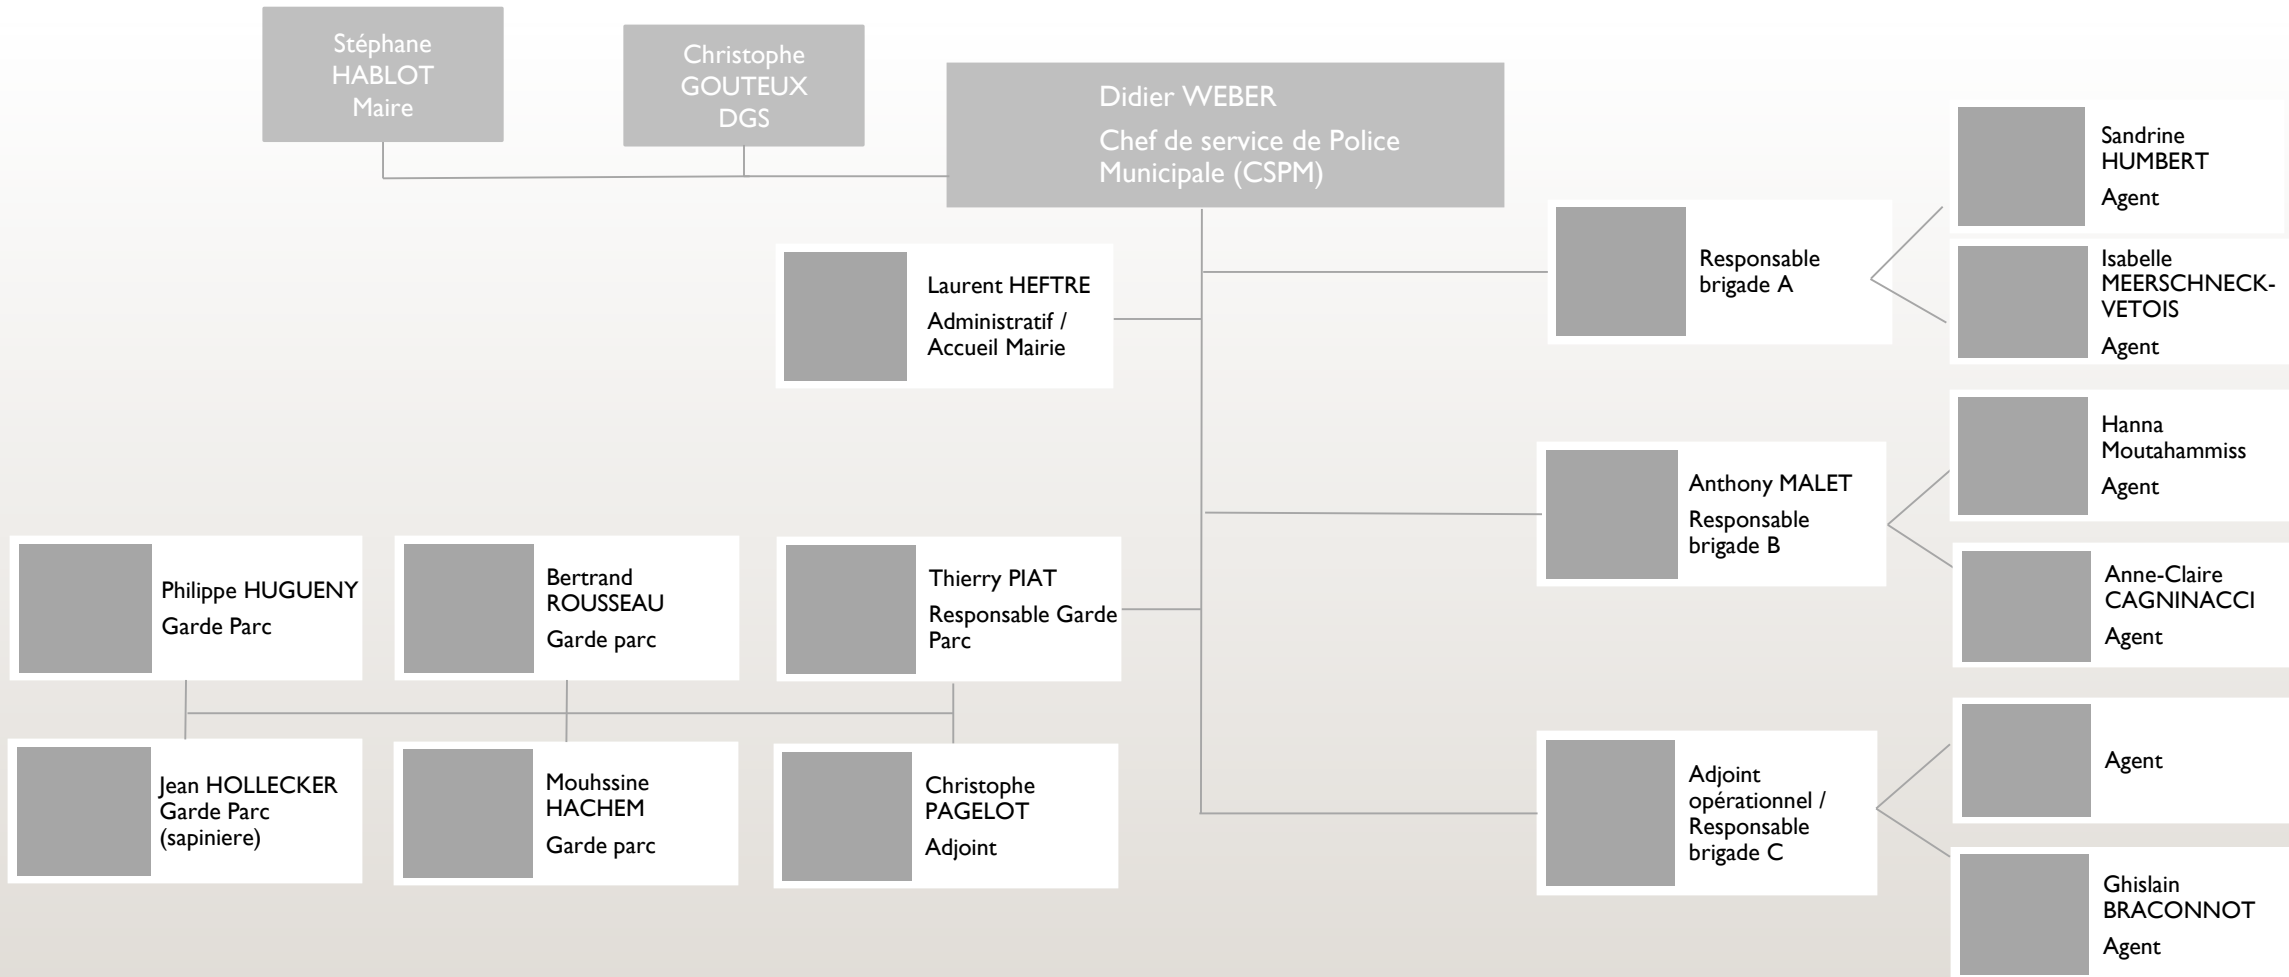 Stéphane
HABLOT
Maire
Christophe
GOUTEUX
DGS
Didier WEBER
Chef de service de Police
Municipale (CSPM)
Laurent HEFTRE
Administratif /
Accueil Mairie
Responsable
brigade A
Sandrine
HUMBERT
Agent
Isabelle
MEERSCHNECK-
VETOIS
Agent
Anthony MALET
Responsable
brigade B
Hanna
Moutahammiss
Agent
Anne-Claire
CAGNINACCI
Agent
Philippe HUGUENY
Garde Parc
Bertrand
ROUSSEAU
Garde parc
Thierry PIAT
Responsable Garde
Parc
Jean HOLLECKER
Garde Parc
(sapiniere)
Mouhssine
HACHEM
Garde parc
Christophe
PAGELOT
Adjoint
Adjoint
opérationnel /
Responsable
brigade C
Agent
Ghislain
BRACONNOT
Agent